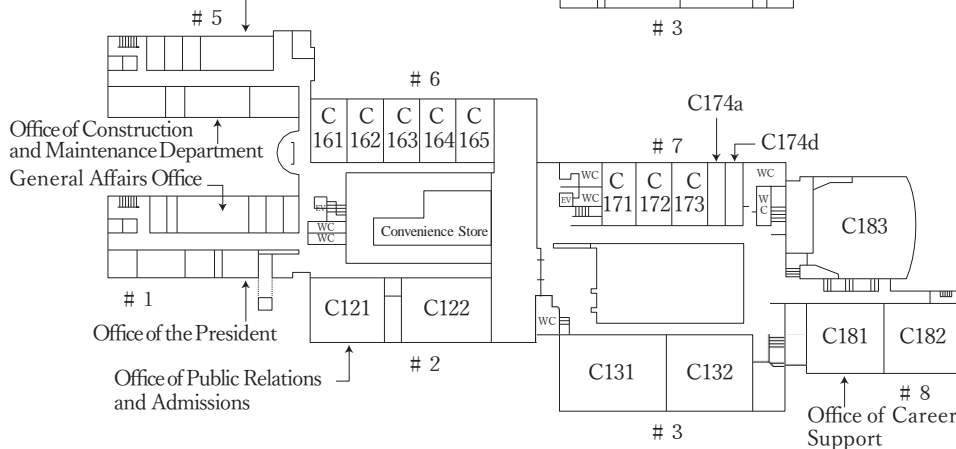 # 3
# 5
# 6
C
161
C
162
C
163
C
164
C
165
C174a
# 7
C174d
Office of Construction
and Maintenance Department
General Affairs Office
EV
WC
WC
Convenience Store
WC
WC
EV
C
171
C
172
C
173
WC
W
C
C183
# 1
C121
C122
Office of the President
# 2
WC
Office of Public Relations
and Admissions
C131
C132
C181
C182
# 8
Office of Career
Support
# 3